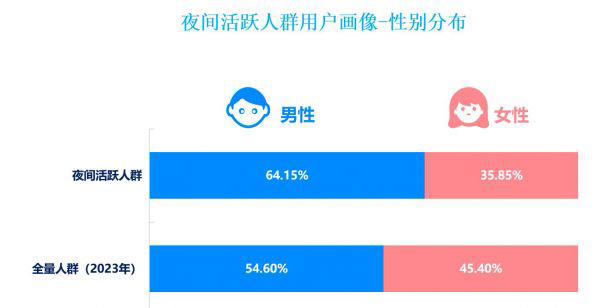 夜间活跃人群用户画像-性别分布
男性 女性
夜间活跃人群 64.15% 35.85%
全量人群（2023年） 54.60% 45.40%